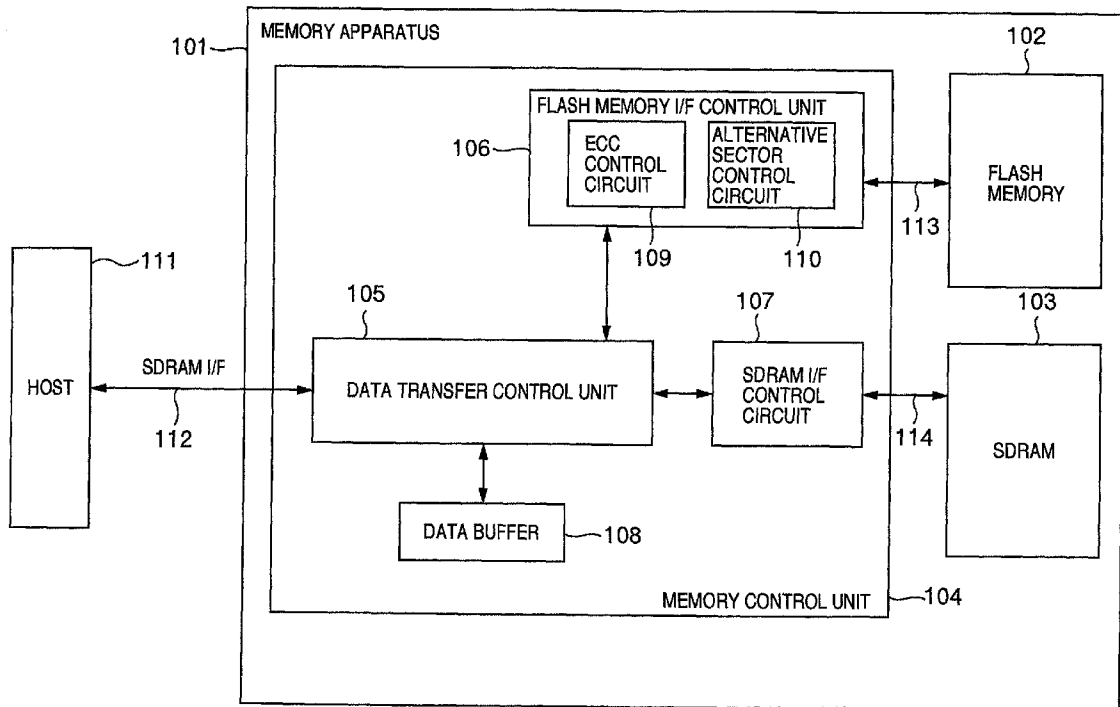 MEMORY APPARATUS
101
102
FLASH MEMORY I/F CONTROL UNIT
106
ECC
CONTROL
CIRCUIT
ALTERNATIVE
SECTOR
CONTROL
CIRCUIT
FLASH
MEMORY
113
109
110
111
105
107
103
SDRAM I/F
HOST
DATA TRANSFER CONTROL UNIT
SDRAM I/F
CONTROL
CIRCUIT
112
114
SDRAM
DATA BUFFER
108
MEMORY CONTROL UNIT
104